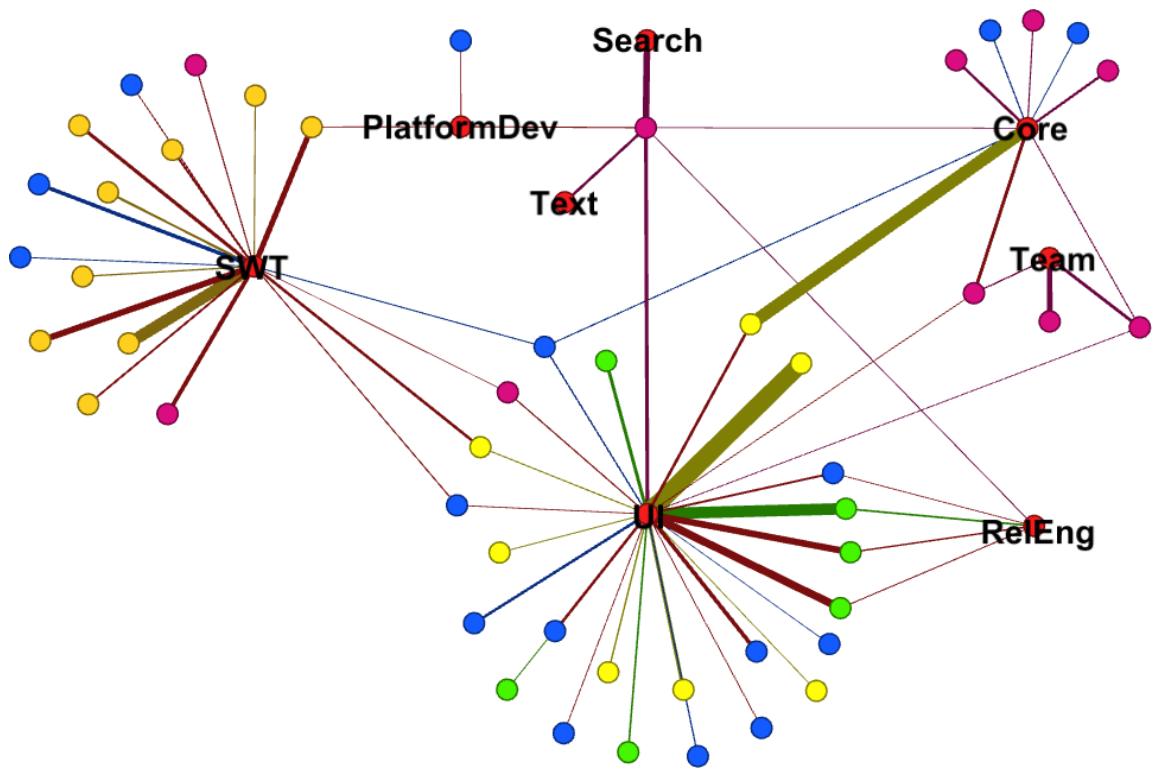 Search
PlatformDev
Core
Text
Team
SWT
UI
RelEng